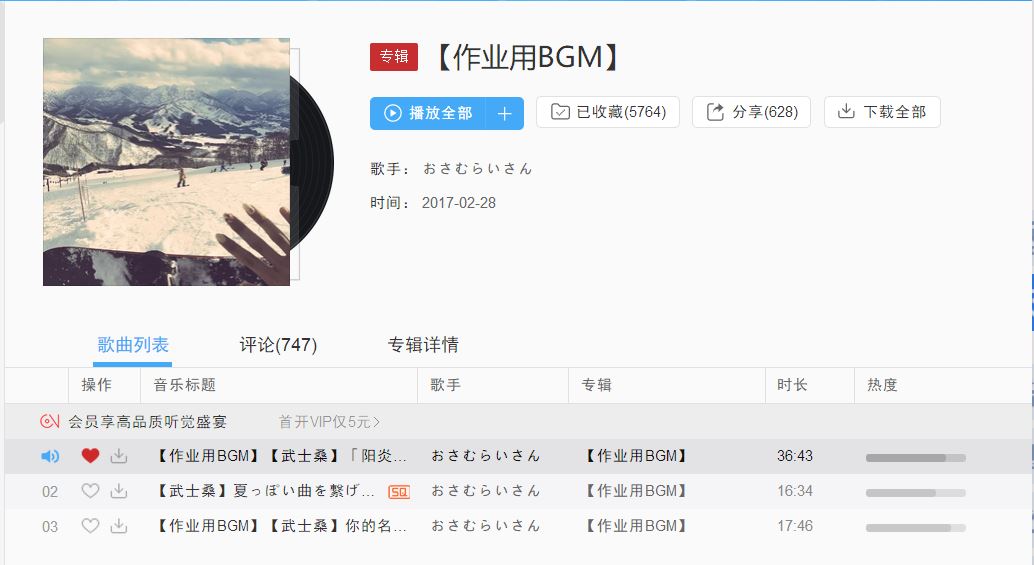 专辑 【作业用BGM】
播放全部 + 已收藏(5764) 分享(628) 下载全部
歌手： おさむらいさん
时间： 2017-02-28
歌曲列表 评论(747) 专辑详情
操作 音乐标题 歌手 专辑 时长 热度
会员享高品质听觉盛宴 首开VIP仅5元>
【作业用BGM】【武士桑】「阳炎... おさむらいさん 【作业用BGM】 36:43
02 【武士桑】夏っぽい曲を繋げ... SQ おさむらいさん 【作业用BGM】 16:34
03 【作业用BGM】【武士桑】你的名... おさむらいさん 【作业用BGM】 17:46